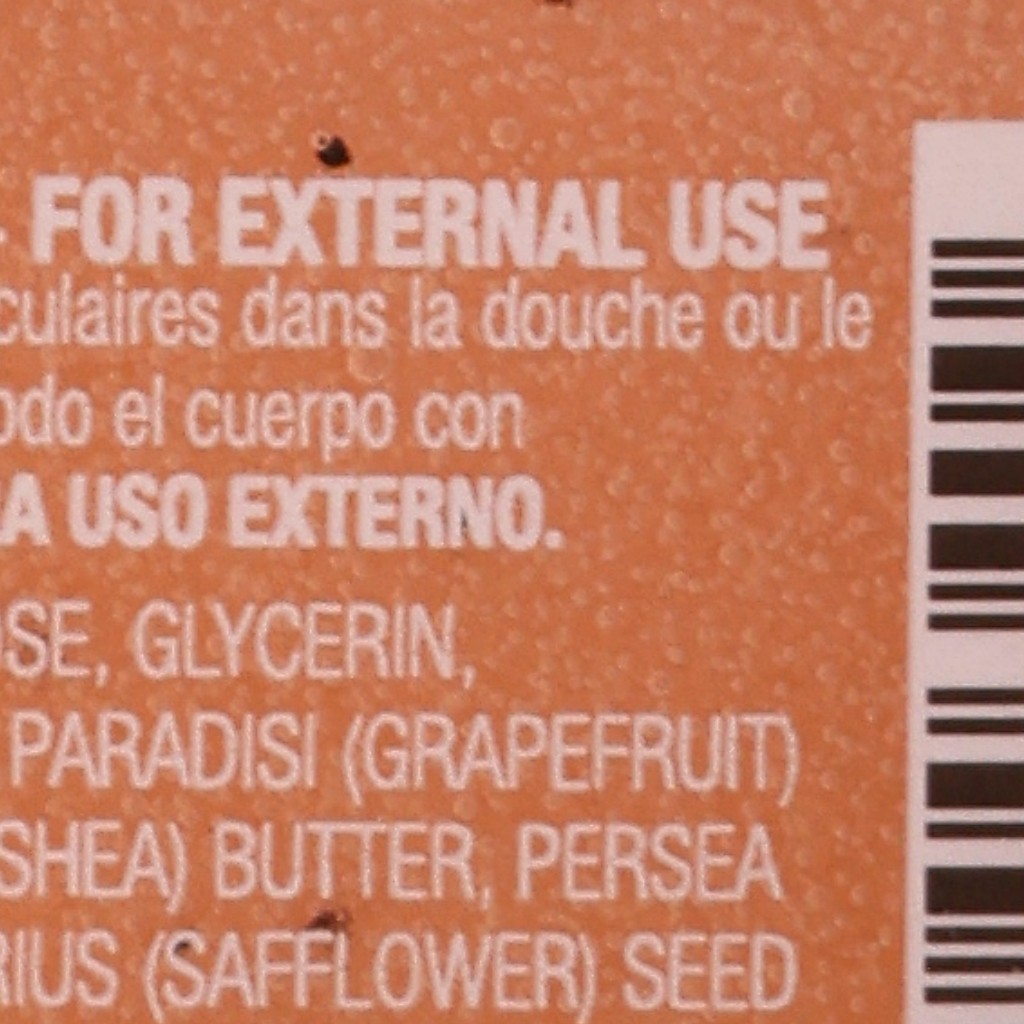 - FOR EXTERNAL USE
culaires dans la douche ou le
odo el cuerpo con
A USO EXTERNO.
OSE, GLYCERIN,
PARADISI (GRAPEFRUIT)
SHEA) BUTTER, PERSEA
RIUS (SAFFLOWER) SEED